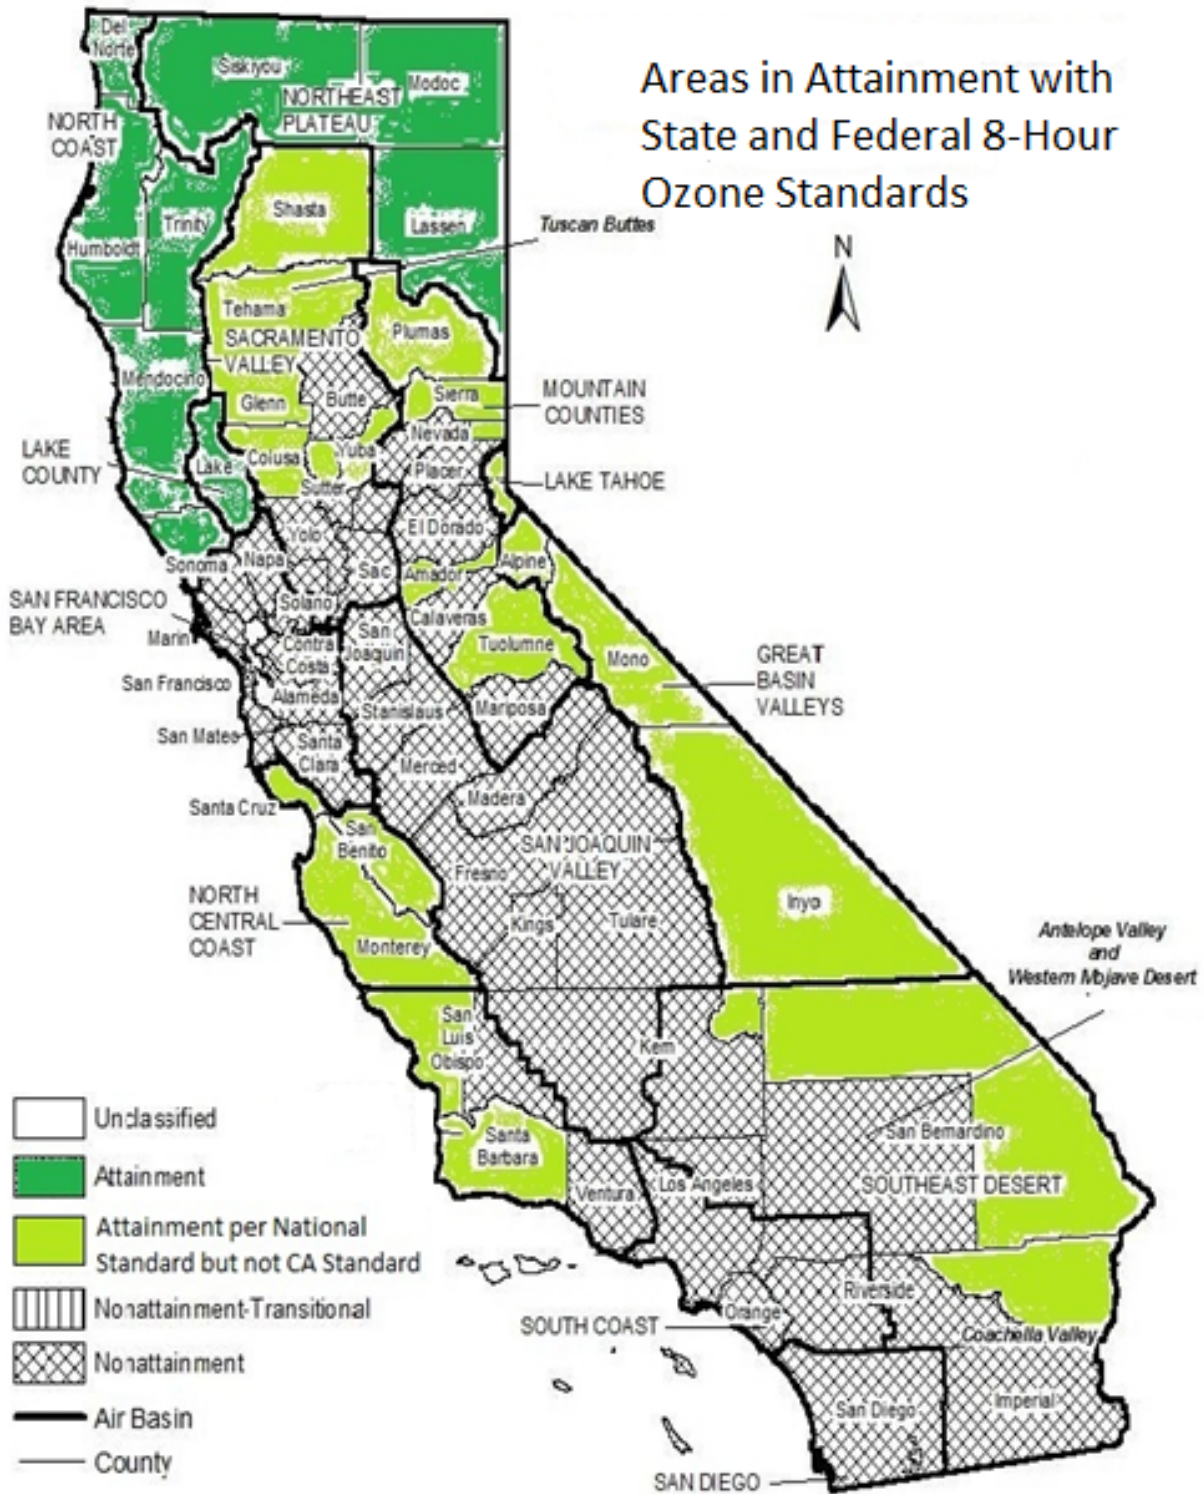 Areas in Attainment with
State and Federal 8-Hour
Ozone Standards
N
Del
Norte
Siskiyou
Modoc
NORTHEAST
PLATEAU
NORTH
COAST
Shasta
Trinity
Humboldt
Lassen
Tuscan Buttes
Tehama
SACRAMENTO
VALLEY
Plumas
Mendocino
Glenn
Butte
Sierra
MOUNTAIN
COUNTIES
Nevada
LAKE
COUNTY
Lake
Colusa
Yuba
Placer
Sutter
LAKE TAHOE
El Dorado
Yolo
Sonoma
Napa
Sac
Amador
Alpine
SAN FRANCISCO
BAY AREA
Solano
Calaveras
Marin
Contra
Costa
San
Joaquin
Tuolumne
Mono
GREAT
BASIN
VALLEYS
San Francisco
Alameda
Stanislaus
Mariposa
San Mateo
Santa
Clara
Merced
Santa Cruz
Madera
San
Benito
SAN JOAQUIN
VALLEY
Fresno
NORTH
CENTRAL
COAST
Monterey
Kings
Tulare
Inyo
Antelope Valley
and
Western Mojave Desert
San
Luis
Obispo
Kern
Santa
Barbara
San Bernardino
Ventura
Los Angeles
SOUTHEAST DESERT
Orange
Riverside
SOUTH COAST
Coachella Valley
San Diego
Imperial
SAN DIEGO
Unclassified
Attainment
Attainment per National
Standard but not CA Standard
Nonattainment-Transitional
Nonattainment
Air Basin
County